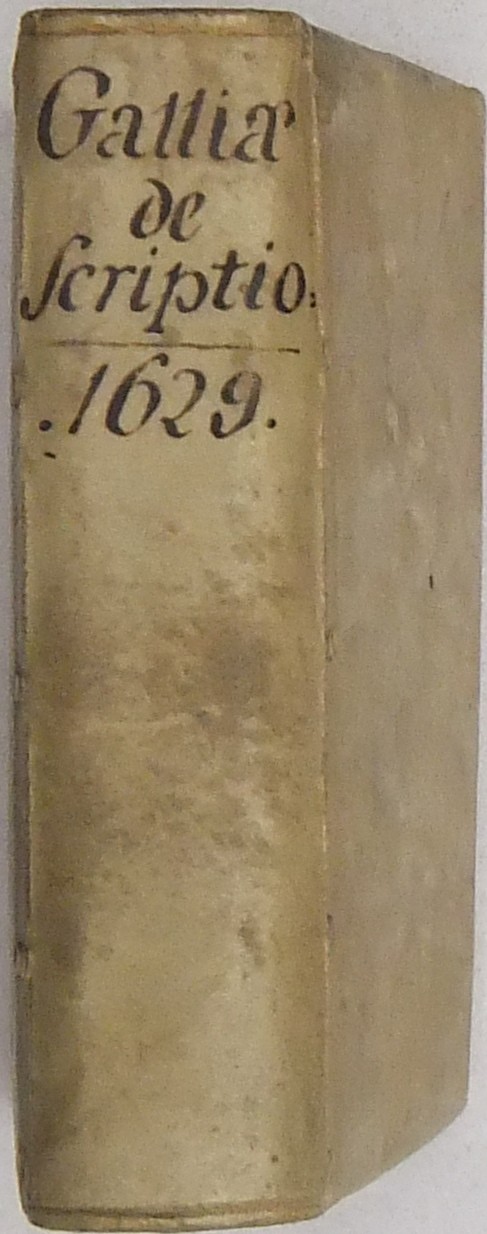 Galliæ
de
ſcriptio:
.1629.